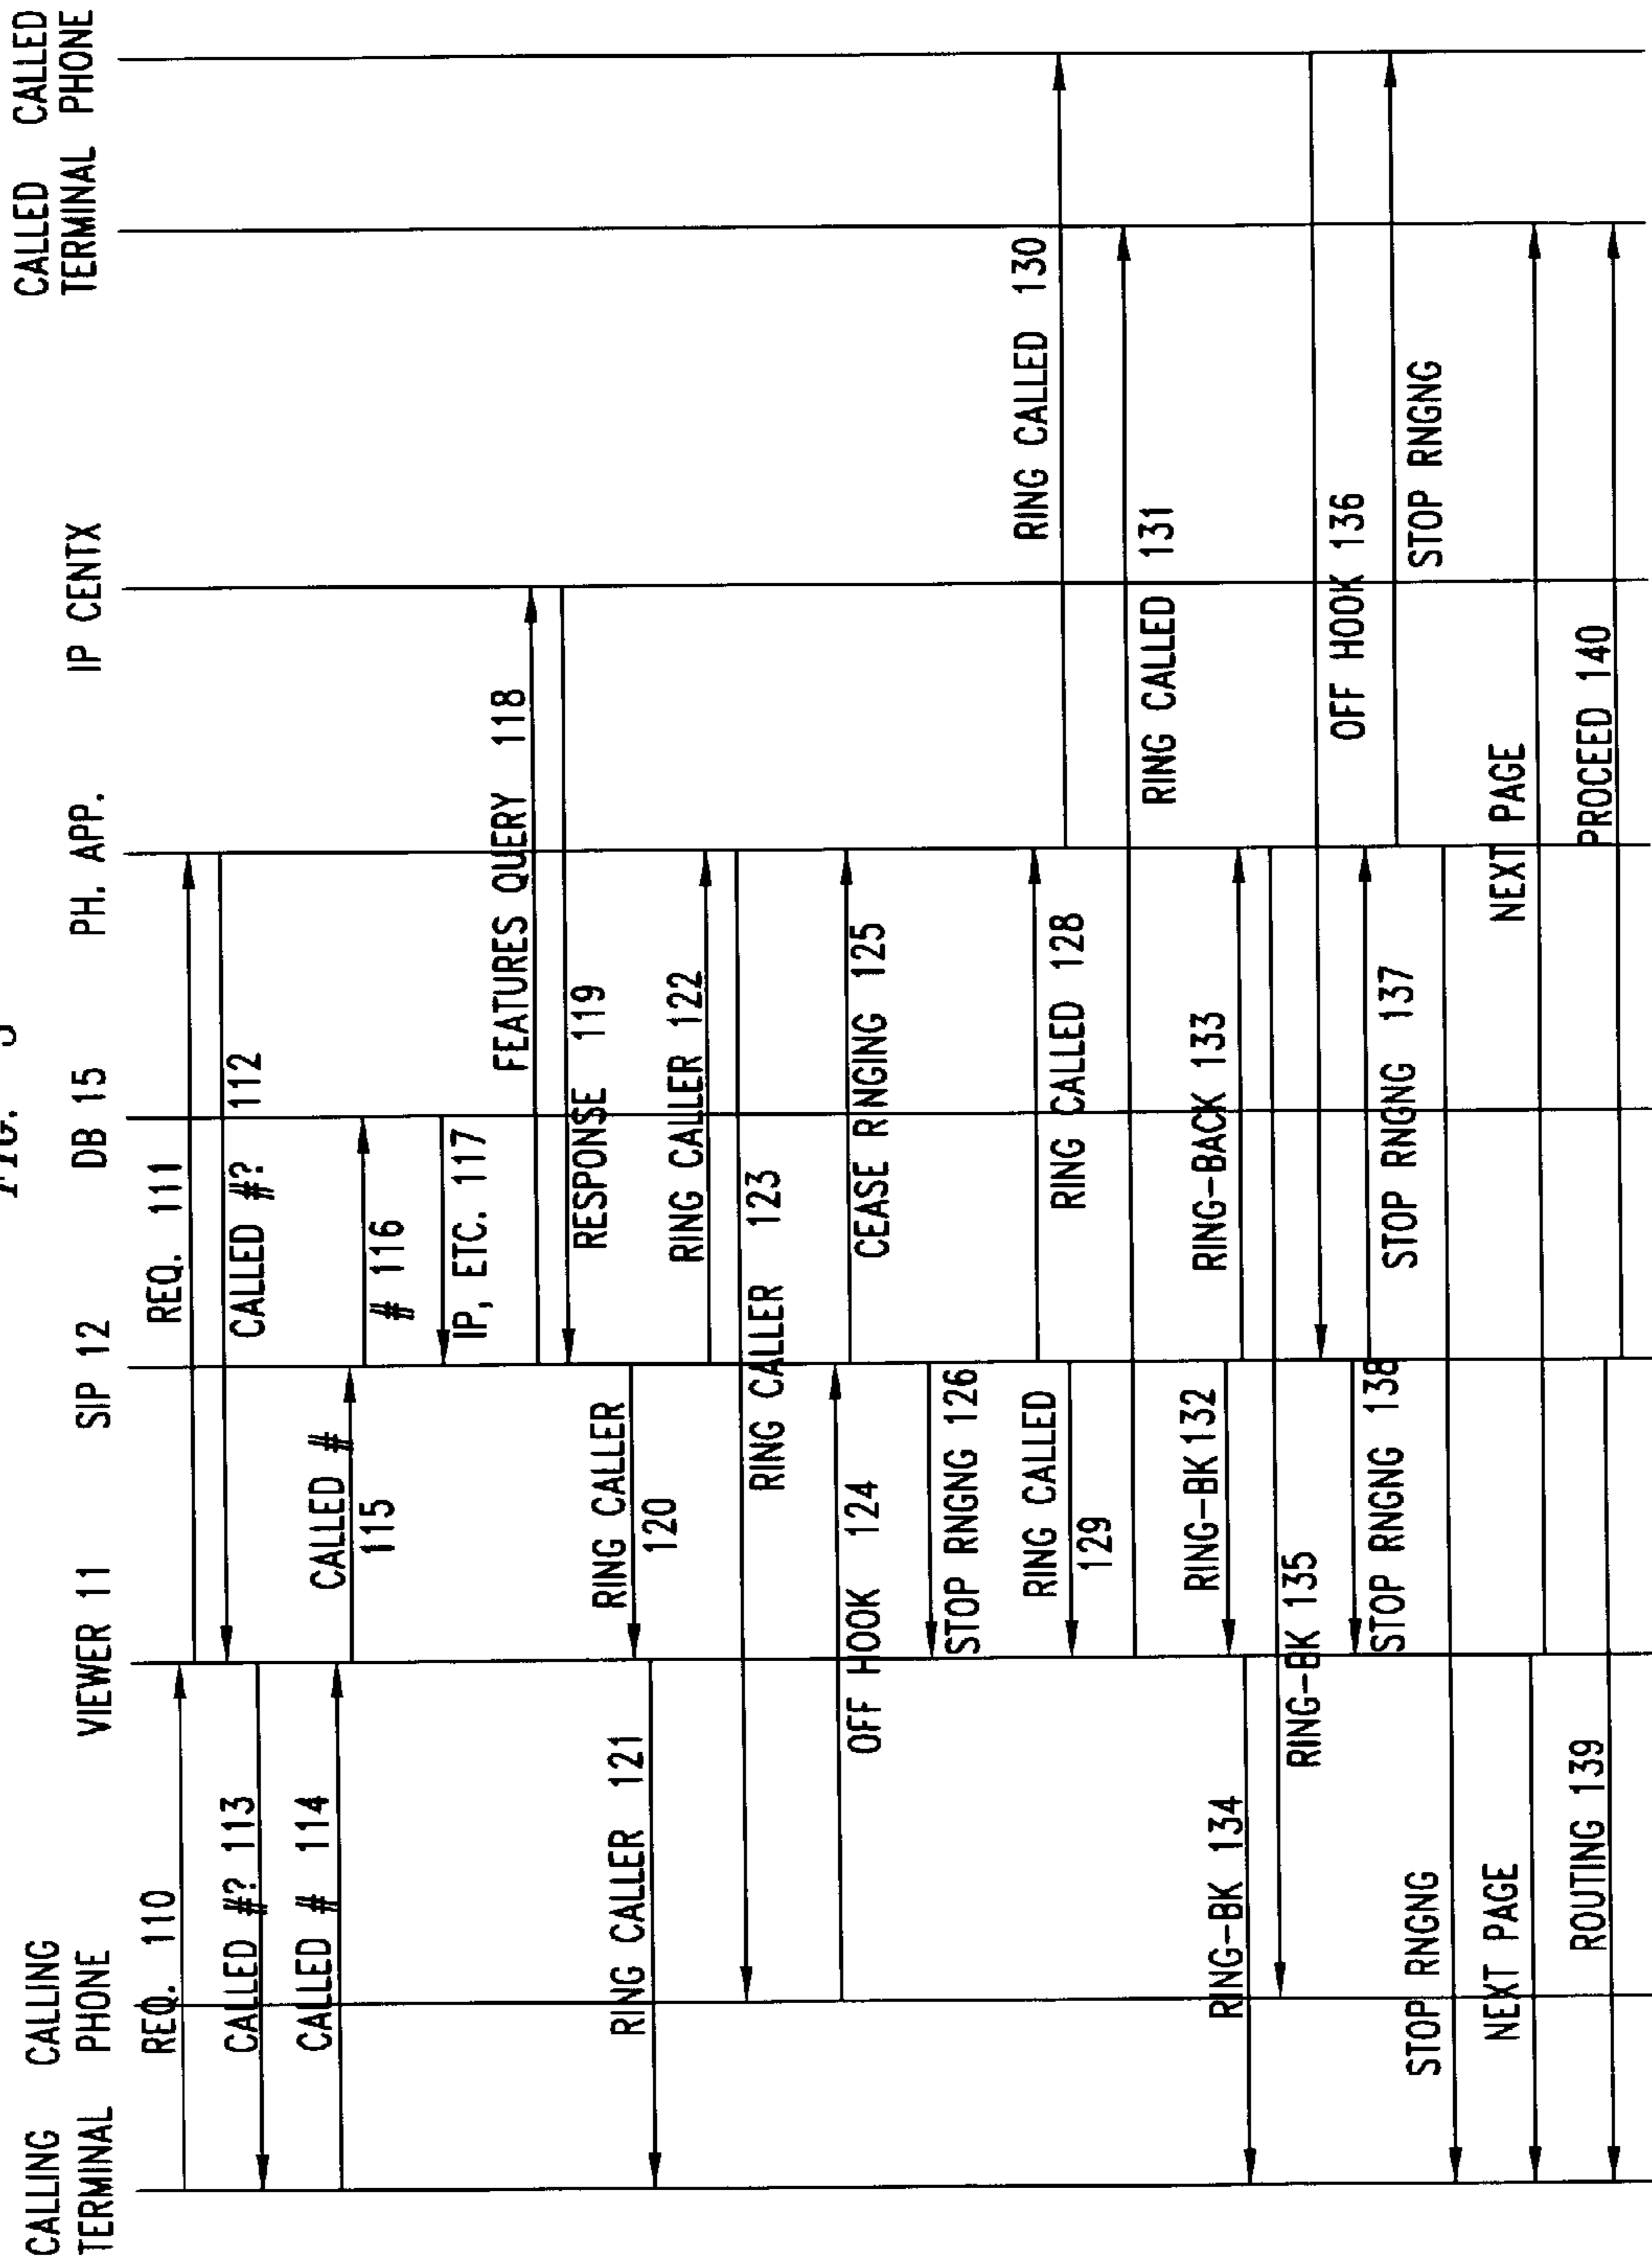 CALLING
TERMINAL
CALLING
PHONE
VIEWER 11
SIP 12
DB 15
PH. APP.
IP CENTX
CALLED
TERMINAL
CALLED
PHONE
REQ. 110
REQ. 111
CALLED #? 112
CALLED #? 113
CALLED # 114
CALLED #
115
# 116
IP, ETC. 117
FEATURES QUERY 118
RESPONSE 119
RING CALLER
120
RING CALLER 121
RING CALLER 122
RING CALLER 123
OFF HOOK 124
CEASE RNGING 125
STOP RNGNG 126
RING CALLED 128
RING CALLED
129
RING CALLED 130
RING CALLED 131
RING-BK 132
RING-BACK 133
RING-BK 134
RING-BK 135
OFF HOOK 136
STOP RNGNG 137
STOP RNGNG 138
STOP RNGNG
STOP RNGNG
NEXT PAGE
NEXT PAGE
ROUTING 139
PROCEED 140